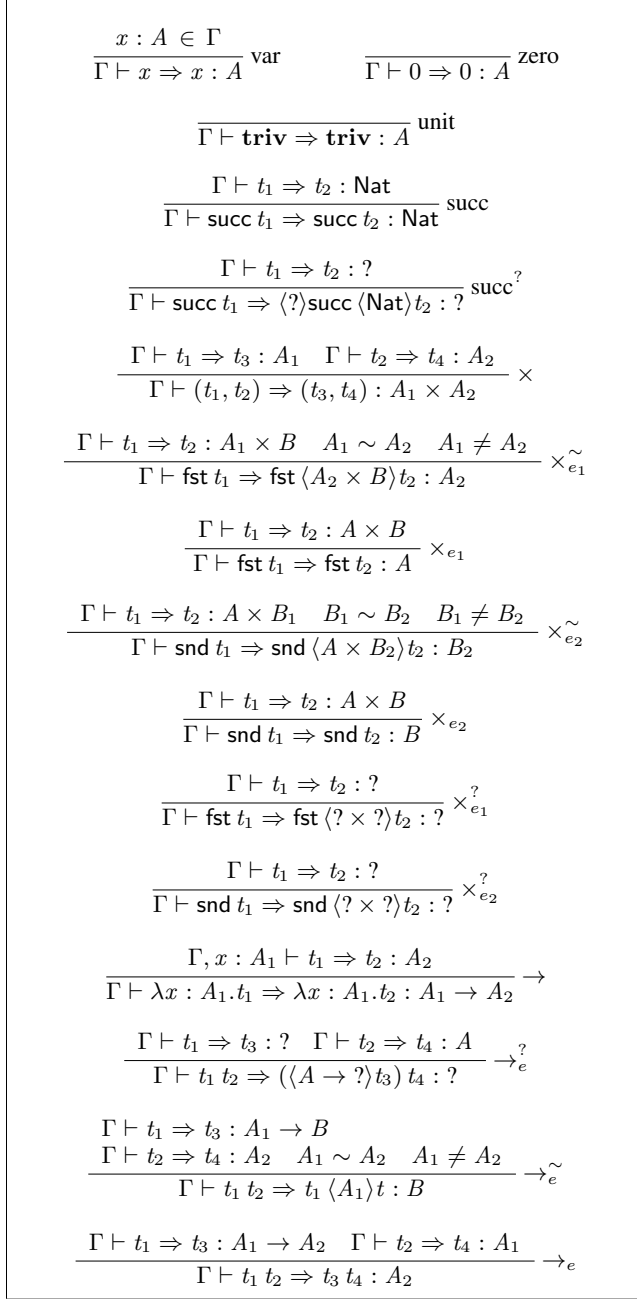 x : A ∈ Γ
Γ ⊢ x ⇒ x : A var
Γ ⊢ 0 ⇒ 0 : A zero
Γ ⊢ triv ⇒ triv : A unit
Γ ⊢ t₁ ⇒ t₂ : Nat
Γ ⊢ succ t₁ ⇒ succ t₂ : Nat succ
Γ ⊢ t₁ ⇒ t₂ : ?
Γ ⊢ succ t₁ ⇒ ⟨?⟩succ ⟨Nat⟩t₂ : ? succ^?
Γ ⊢ t₁ ⇒ t₃ : A₁ Γ ⊢ t₂ ⇒ t₄ : A₂
Γ ⊢ (t₁, t₂) ⇒ (t₃, t₄) : A₁ × A₂ ×
Γ ⊢ t₁ ⇒ t₂ : A₁ × B A₁ ∼ A₂ A₁ ≠ A₂
Γ ⊢ fst t₁ ⇒ fst ⟨A₂ × B⟩t₂ : A₂ ×_{e₁}^∼
Γ ⊢ t₁ ⇒ t₂ : A × B
Γ ⊢ fst t₁ ⇒ fst t₂ : A ×_{e₁}
Γ ⊢ t₁ ⇒ t₂ : A × B₁ B₁ ∼ B₂ B₁ ≠ B₂
Γ ⊢ snd t₁ ⇒ snd ⟨A × B₂⟩t₂ : B₂ ×_{e₂}^∼
Γ ⊢ t₁ ⇒ t₂ : A × B
Γ ⊢ snd t₁ ⇒ snd t₂ : B ×_{e₂}
Γ ⊢ t₁ ⇒ t₂ : ?
Γ ⊢ fst t₁ ⇒ fst ⟨? × ?⟩t₂ : ? ×_{e₁}^?
Γ ⊢ t₁ ⇒ t₂ : ?
Γ ⊢ snd t₁ ⇒ snd ⟨? × ?⟩t₂ : ? ×_{e₂}^?
Γ, x : A₁ ⊢ t₁ ⇒ t₂ : A₂
Γ ⊢ λx : A₁.t₁ ⇒ λx : A₁.t₂ : A₁ → A₂ →
Γ ⊢ t₁ ⇒ t₃ : ? Γ ⊢ t₂ ⇒ t₄ : A
Γ ⊢ t₁ t₂ ⇒ (⟨A → ?⟩t₃) t₄ : ? →_e^?
Γ ⊢ t₁ ⇒ t₃ : A₁ → B
Γ ⊢ t₂ ⇒ t₄ : A₂ A₁ ∼ A₂ A₁ ≠ A₂
Γ ⊢ t₁ t₂ ⇒ t₁ ⟨A₁⟩t : B →_e^∼
Γ ⊢ t₁ ⇒ t₃ : A₁ → A₂ Γ ⊢ t₂ ⇒ t₄ : A₁
Γ ⊢ t₁ t₂ ⇒ t₃ t₄ : A₂ →_e